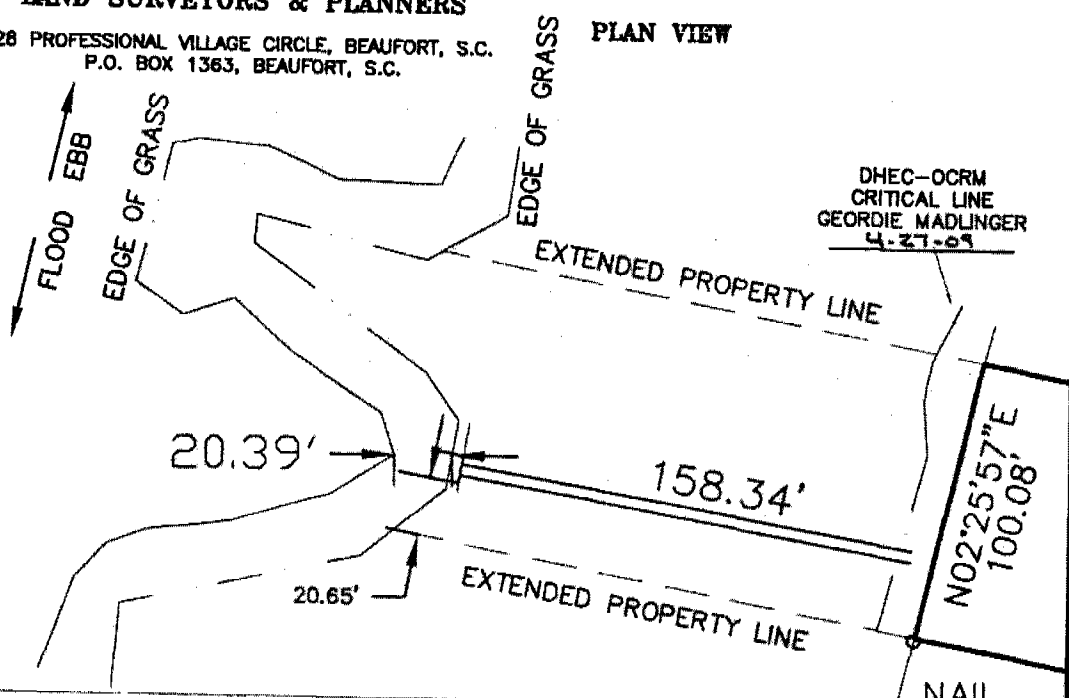 LAND SURVEYORS & PLANNERS
28 PROFESSIONAL VILLAGE CIRCLE, BEAUFORT, S.C.
P.O. BOX 1363, BEAUFORT, S.C.
PLAN VIEW
FLOOD EBB
EDGE OF GRASS
EDGE OF GRASS
DHEC-OCRM
CRITICAL LINE
GEORDIE MADLINGER
4-27-09
EXTENDED PROPERTY LINE
20.39'
158.34'
N02°25'57"E
100.08'
20.65'
EXTENDED PROPERTY LINE
NAIL